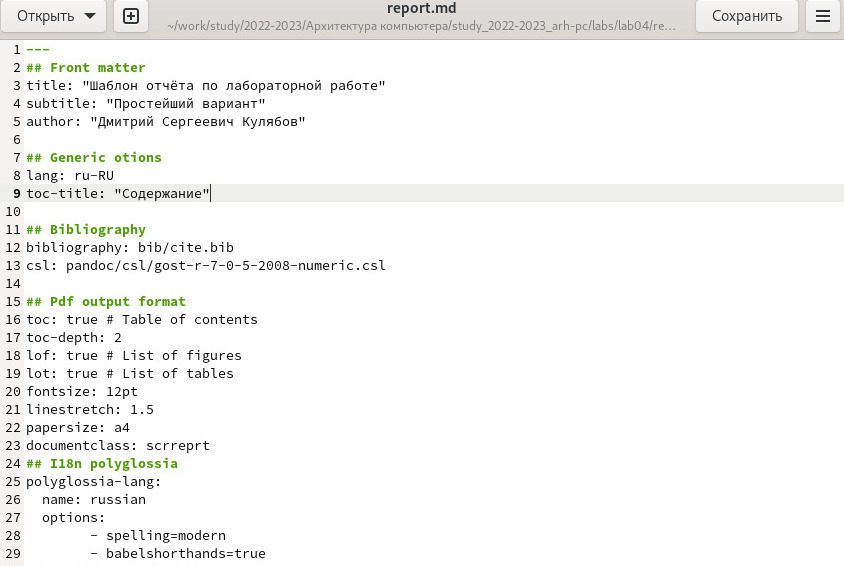 Открыть
report.md
~/work/study/2022-2023/Архитектура компьютера/study_2022-2023_arh-pc/labs/lab04/re...
Сохранить
1 ---
2 ## Front matter
3 title: "Шаблон отчёта по лабораторной работе"
4 subtitle: "Простейший вариант"
5 author: "Дмитрий Сергеевич Кулябов"
6
7 ## Generic otions
8 lang: ru-RU
9 toc-title: "Содержание"
10
11 ## Bibliography
12 bibliography: bib/cite.bib
13 csl: pandoc/csl/gost-r-7-0-5-2008-numeric.csl
14
15 ## Pdf output format
16 toc: true # Table of contents
17 toc-depth: 2
18 lof: true # List of figures
19 lot: true # List of tables
20 fontsize: 12pt
21 linestretch: 1.5
22 papersize: a4
23 documentclass: scrreprt
24 ## I18n polyglossia
25 polyglossia-lang:
26   name: russian
27   options:
28         - spelling=modern
29         - babelshorthands=true